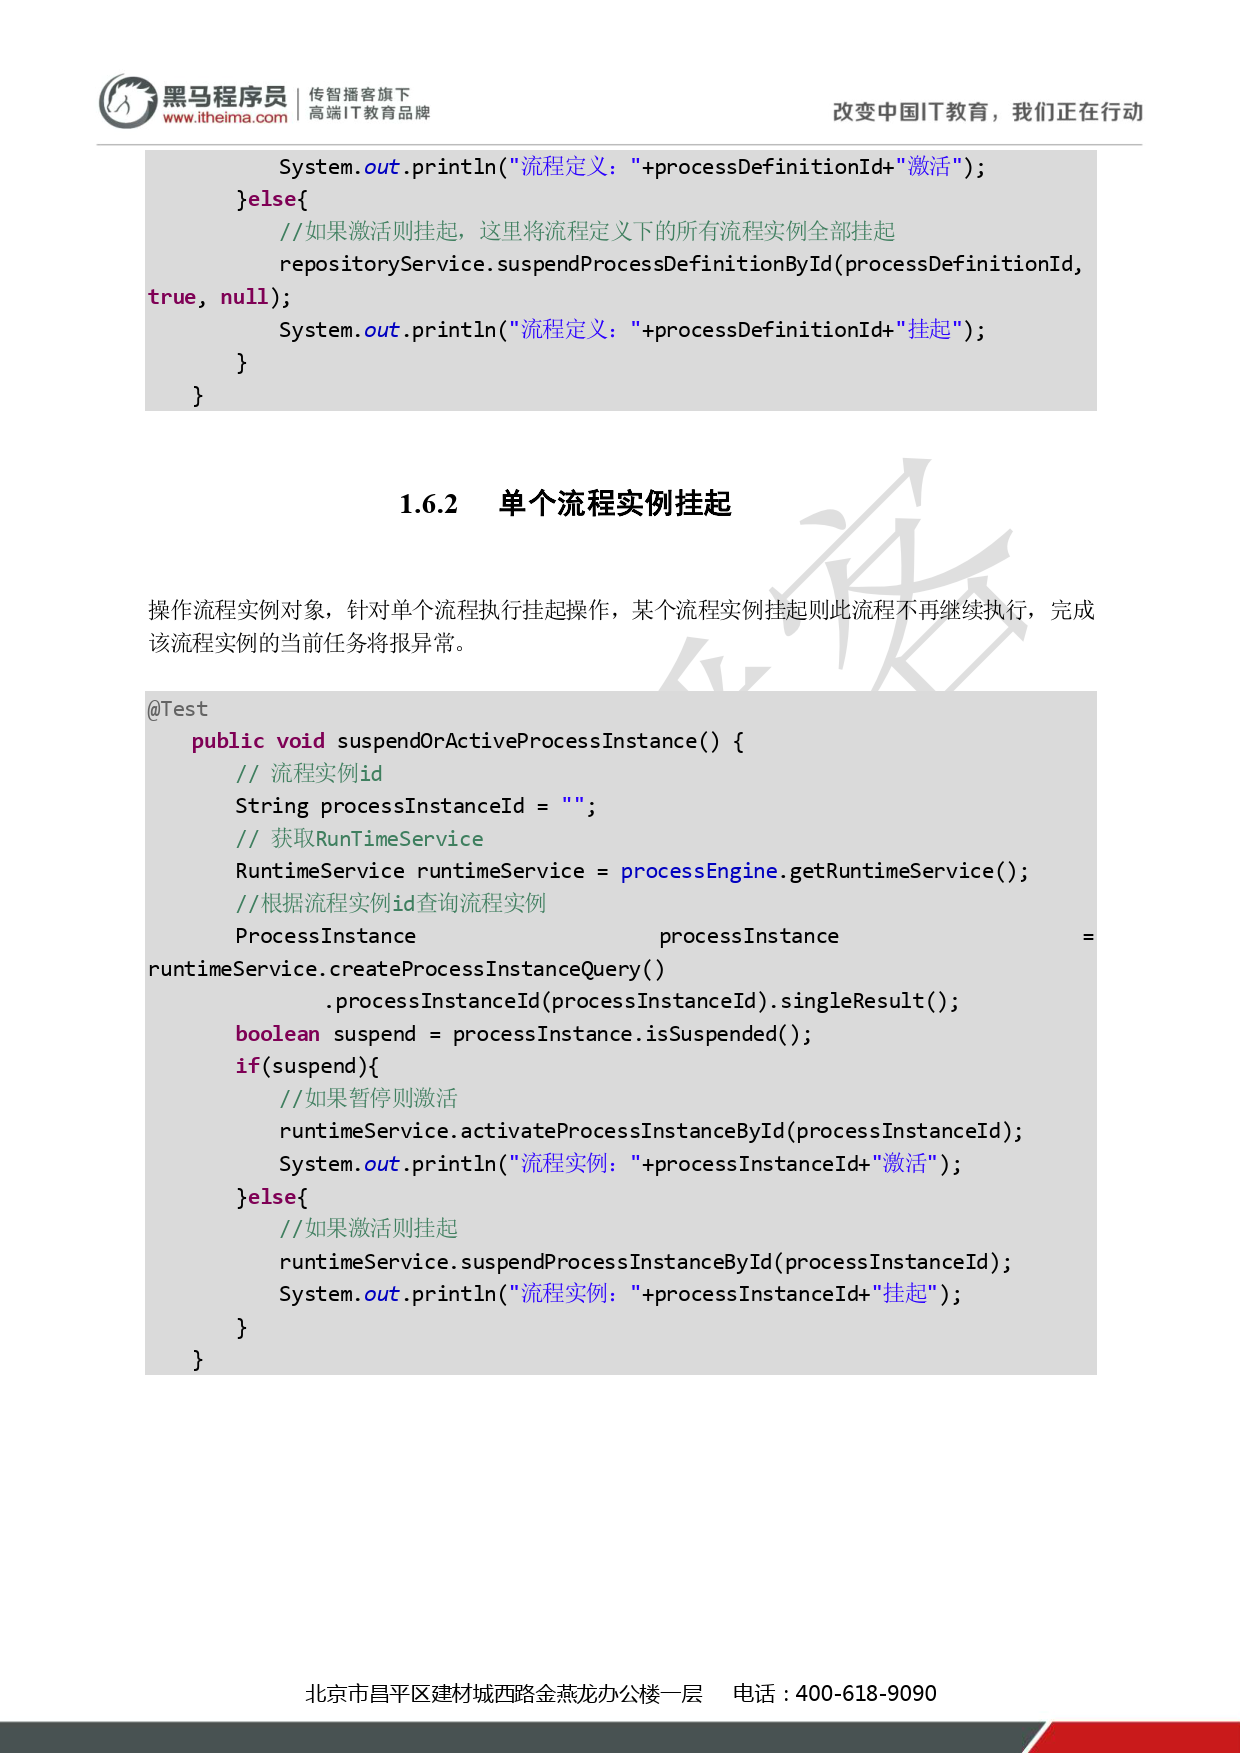 黑马程序员
www.itheima.com
传智播客旗下
高端IT教育品牌
改变中国IT教育，我们正在行动
System.out.println("流程定义："+processDefinitionId+"激活");
}else{
//如果激活则挂起，这里将流程定义下的所有流程实例全部挂起
repositoryService.suspendProcessDefinitionById(processDefinitionId,
true, null);
System.out.println("流程定义："+processDefinitionId+"挂起");
}
}
1.6.2 单个流程实例挂起
操作流程实例对象，针对单个流程执行挂起操作，某个流程实例挂起则此流程不再继续执行，完成
该流程实例的当前任务将报异常。
@Test
public void suspendOrActiveProcessInstance() {
// 流程实例id
String processInstanceId = "";
// 获取RunTimeService
RuntimeService runtimeService = processEngine.getRuntimeService();
//根据流程实例id查询流程实例
ProcessInstance processInstance =
runtimeService.createProcessInstanceQuery()
.processInstanceId(processInstanceId).singleResult();
boolean suspend = processInstance.isSuspended();
if(suspend){
//如果暂停则激活
runtimeService.activateProcessInstanceById(processInstanceId);
System.out.println("流程实例："+processInstanceId+"激活");
}else{
//如果激活则挂起
runtimeService.suspendProcessInstanceById(processInstanceId);
System.out.println("流程实例："+processInstanceId+"挂起");
}
}
北京市昌平区建材城西路金燕龙办公楼一层 电话：400-618-9090